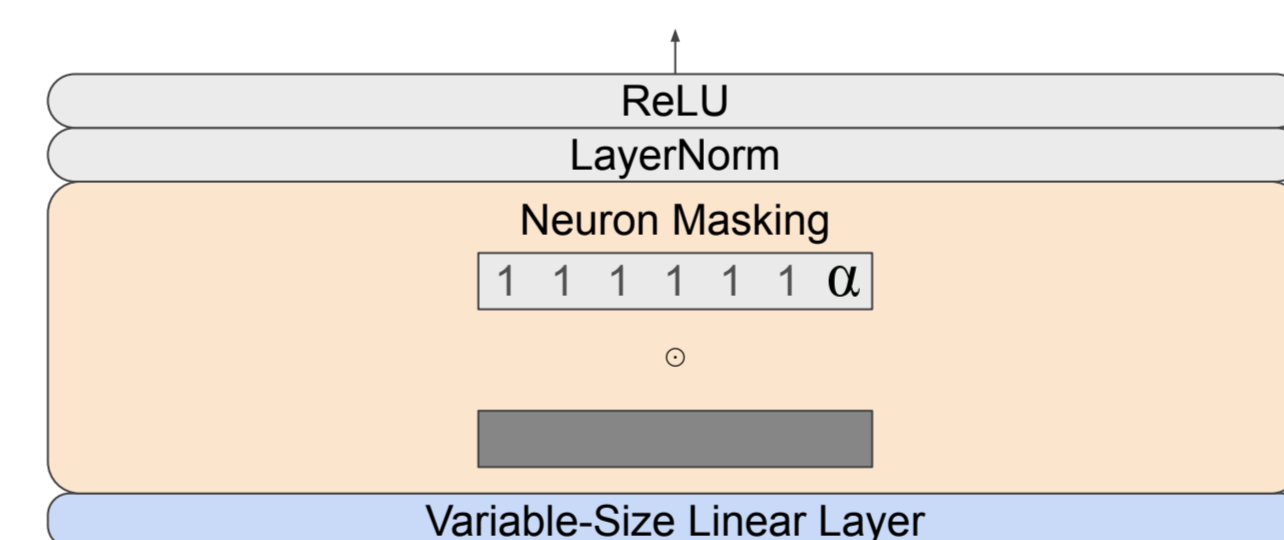 ReLU
LayerNorm
Neuron Masking
1 1 1 1 1 1 α
⊙
Variable-Size Linear Layer